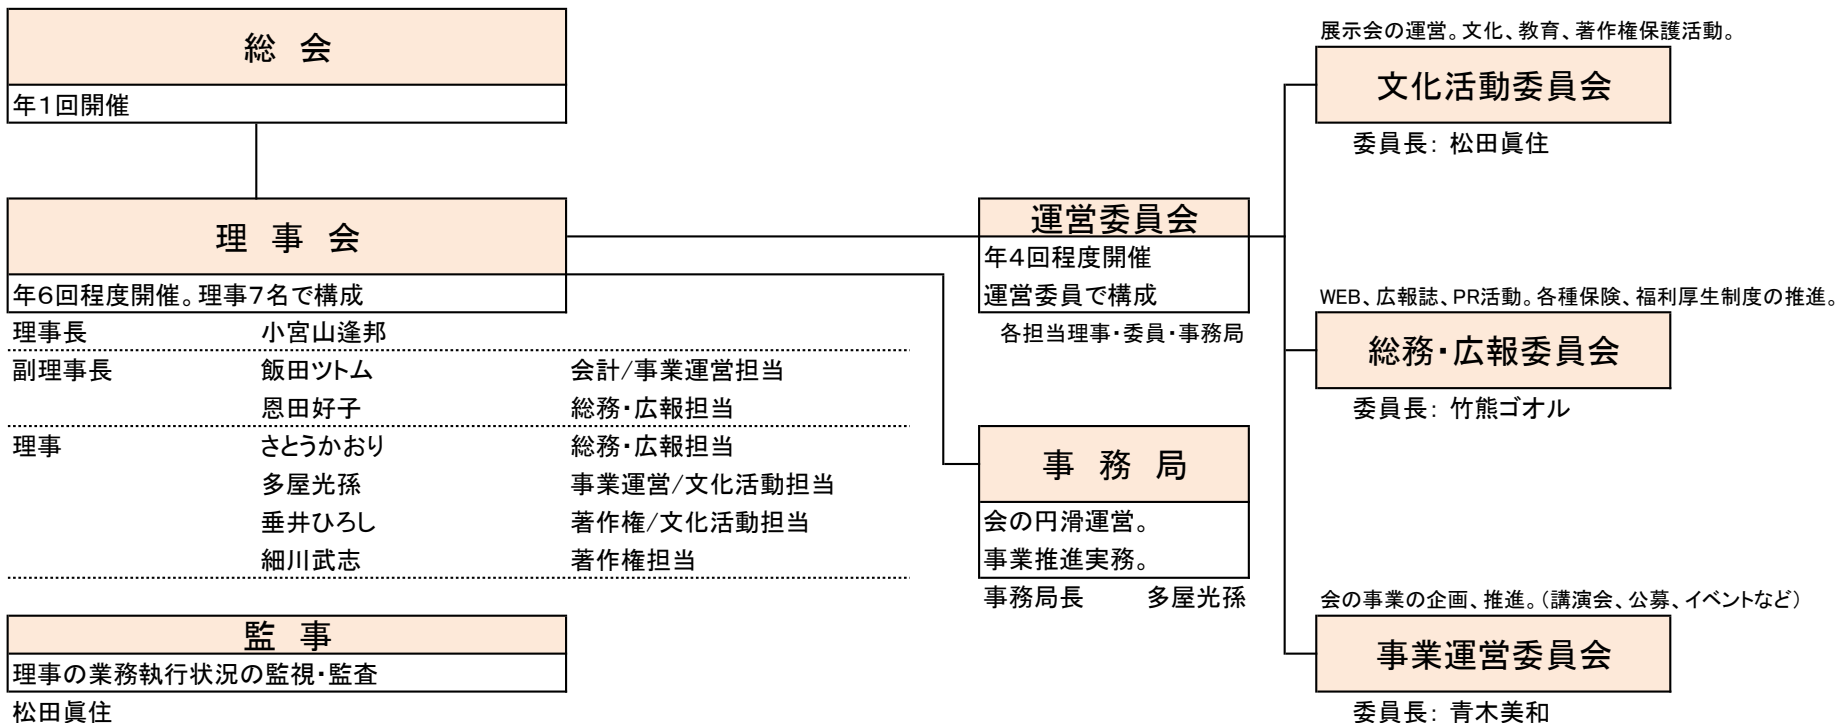 総 会
年１回開催
理 事 会
年６回程度開催。理事７名で構成
理事長 小宮山逢邦
副理事長 飯田ツトム 会計/事業運営担当
恩田好子 総務・広報担当
理事 さとうかおり 総務・広報担当
多屋光孫 事業運営/文化活動担当
垂井ひろし 著作権/文化活動担当
細川武志 著作権担当
監 事
理事の業務執行状況の監視・監査
松田眞住
運営委員会
年４回程度開催
運営委員で構成
各担当理事・委員・事務局
事 務 局
会の円滑運営。
事業推進実務。
事務局長 多屋光孫
展示会の運営。文化、教育、著作権保護活動。
文化活動委員会
委員長： 松田眞住
WEB、広報誌、PR活動。各種保険、福利厚生制度の推進。
総務・広報委員会
委員長： 竹熊ゴオル
会の事業の企画、推進。（講演会、公募、イベントなど）
事業運営委員会
委員長： 青木美和